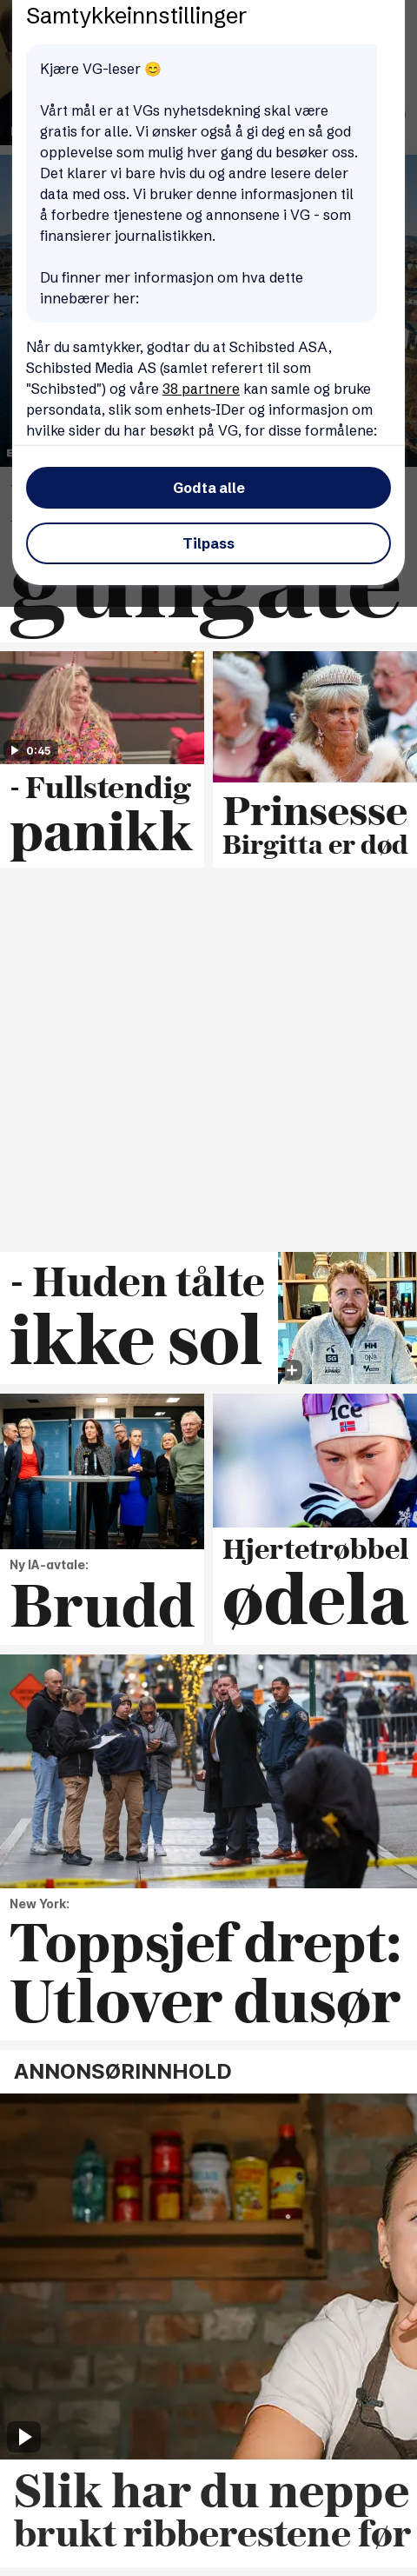 Samtykkeinnstillinger
Kjære VG-leser 😊
Vårt mål er at VGs nyhetsdekning skal være
gratis for alle. Vi ønsker også å gi deg en så god
opplevelse som mulig hver gang du besøker oss.
Det klarer vi bare hvis du og andre lesere deler
data med oss. Vi bruker denne informasjonen til
å forbedre tjenestene og annonsene i VG - som
finansierer journalistikken.
Du finner mer informasjon om hva dette
innebærer her:
Når du samtykker, godtar du at Schibsted ASA,
Schibsted Media AS (samlet referert til som
"Schibsted") og våre 38 partnere kan samle og bruke
persondata, slik som enhets-IDer og informasjon om
hvilke sider du har besøkt på VG, for disse formålene:
Godta alle
Tilpass
gullgate
0:45
- Fullstendig
panikk
Prinsesse
Birgitta er død
- Huden tålte
ikke sol
Ny IA-avtale:
Brudd
ice
Hjertetrøbbel
ødela
New York:
Toppsjef drept:
Utlover dusør
ANNONSØRINNHOLD
Slik har du neppe
brukt ribberestene før